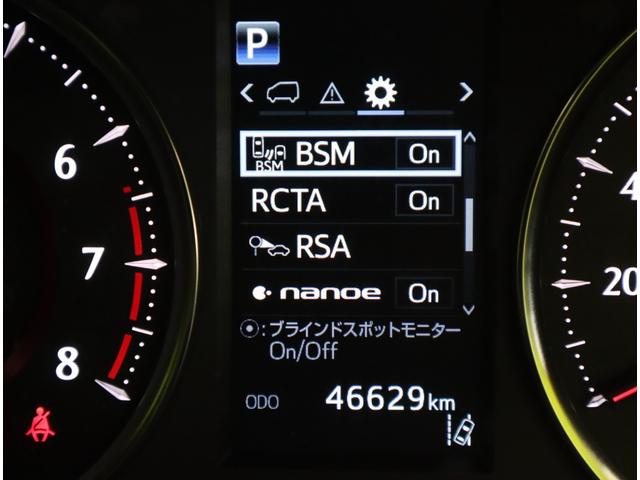 P
6
7
8
BSM
BSM On
RCTA On
RSA
nanoe On
:ブラインドスポットモニター
On/Off
ODO 46629km
20
4